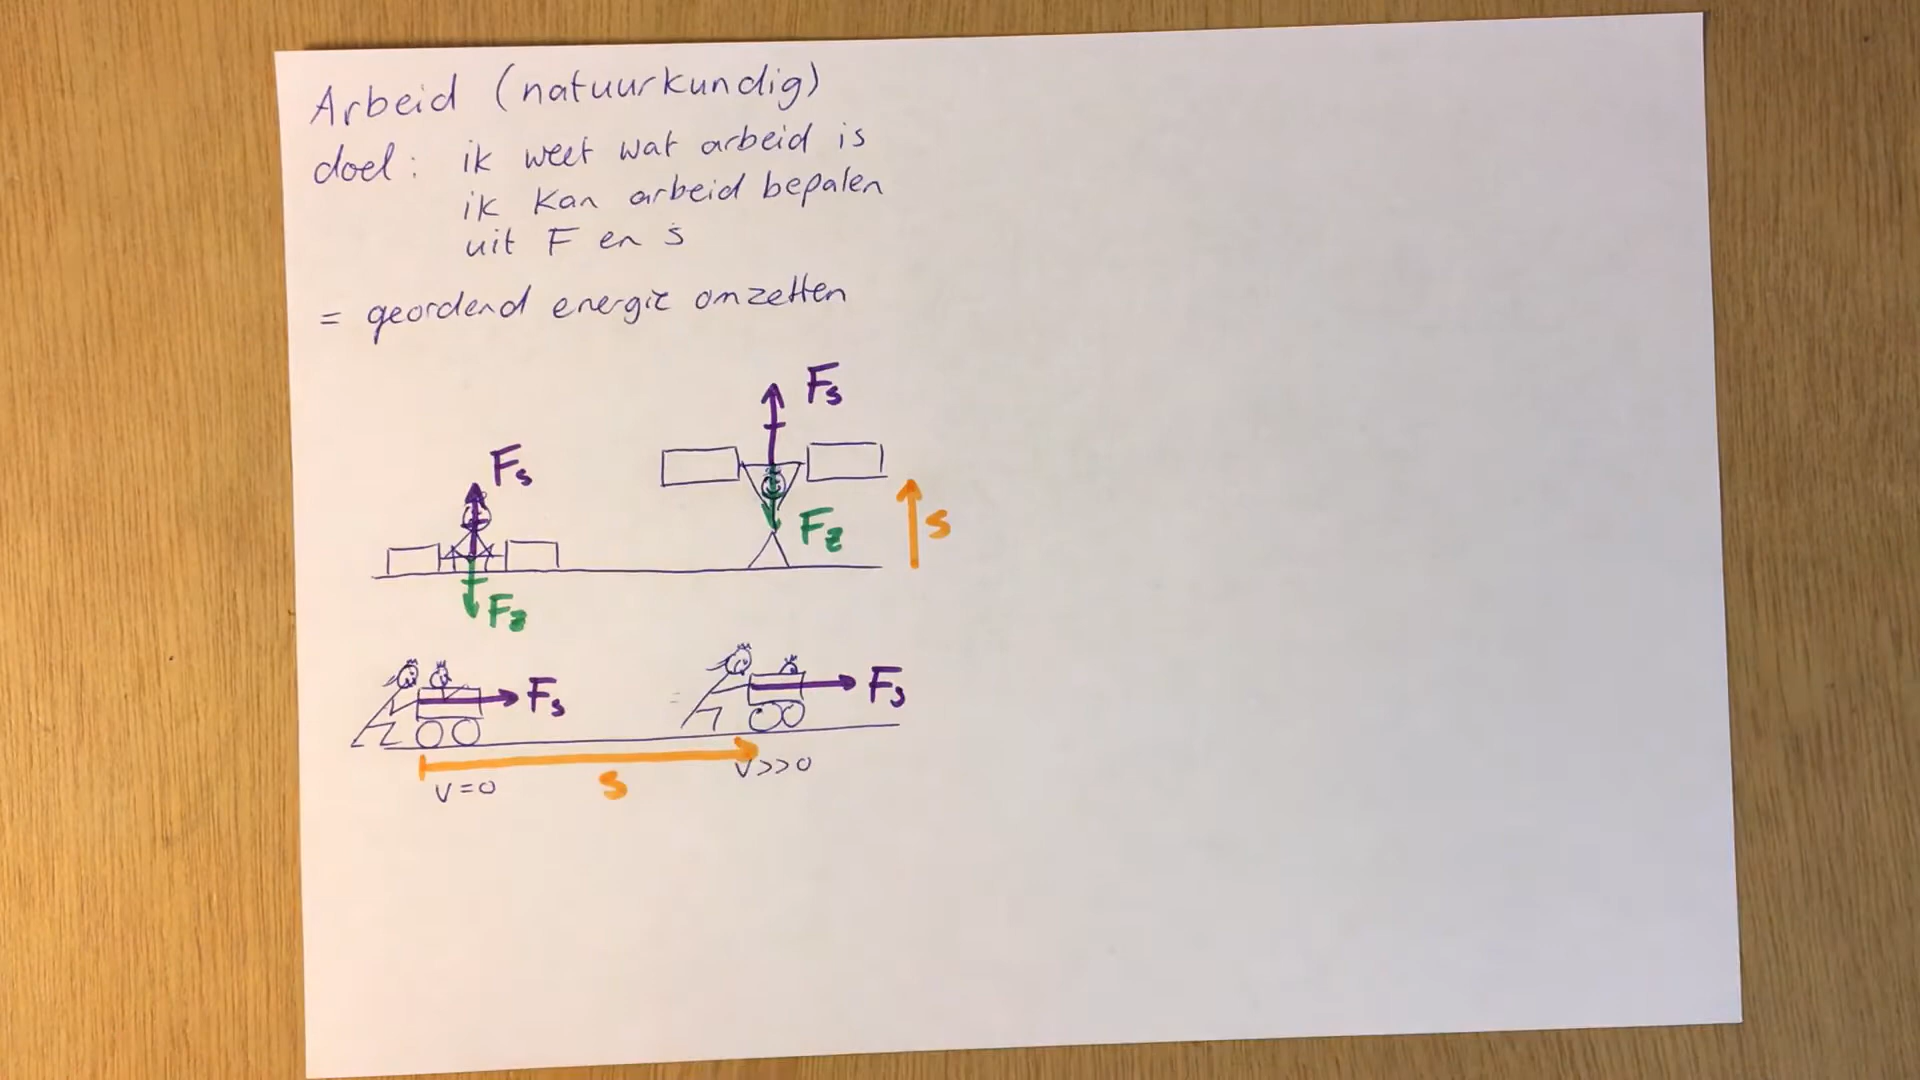 Arbeid (natuurkundig)
doel: ik weet wat arbeid is
ik kan arbeid bepalen
uit F en s
= geordend energie omzetten
Fs
Fs
Fz
s
Fz
Fs
Fs
v=0
s
v>>0